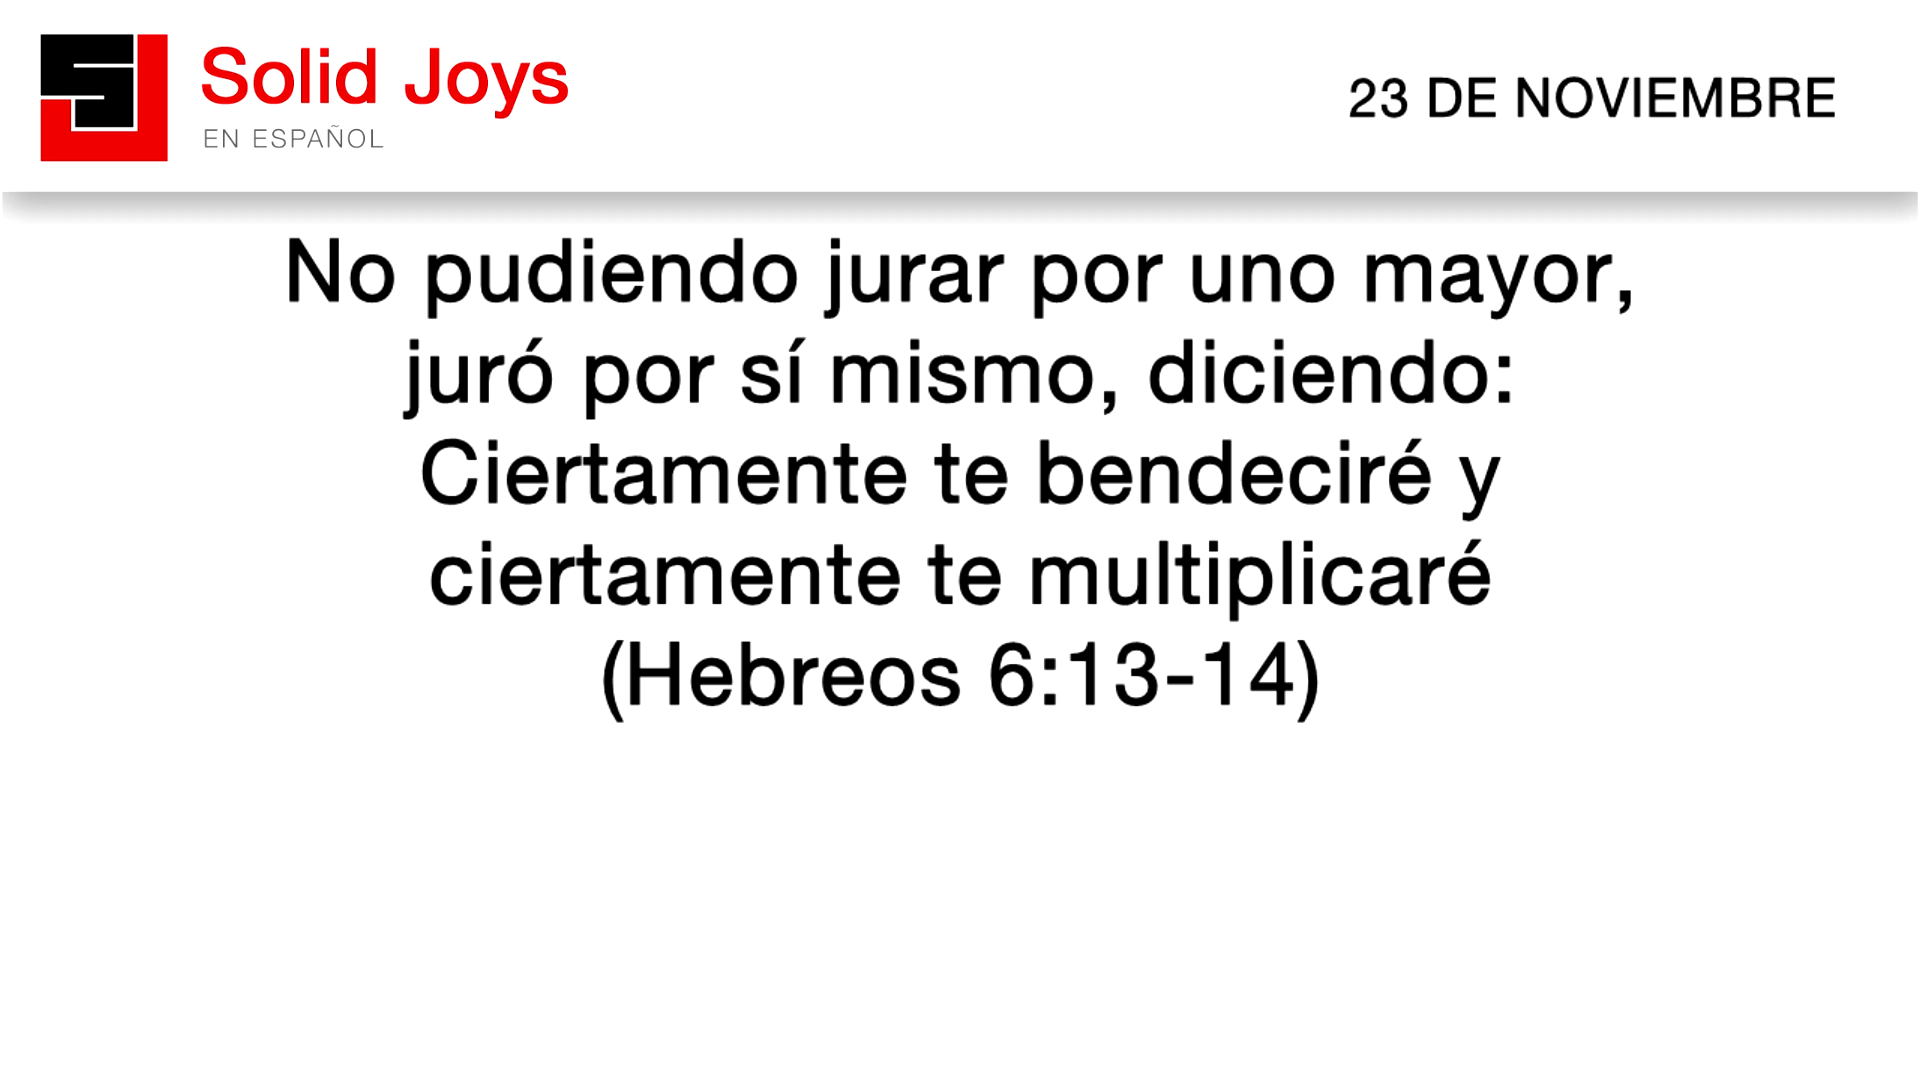 Solid Joys
EN ESPAÑOL
23 DE NOVIEMBRE
No pudiendo jurar por uno mayor,
juró por sí mismo, diciendo:
Ciertamente te bendeciré y
ciertamente te multiplicaré
(Hebreos 6:13-14)